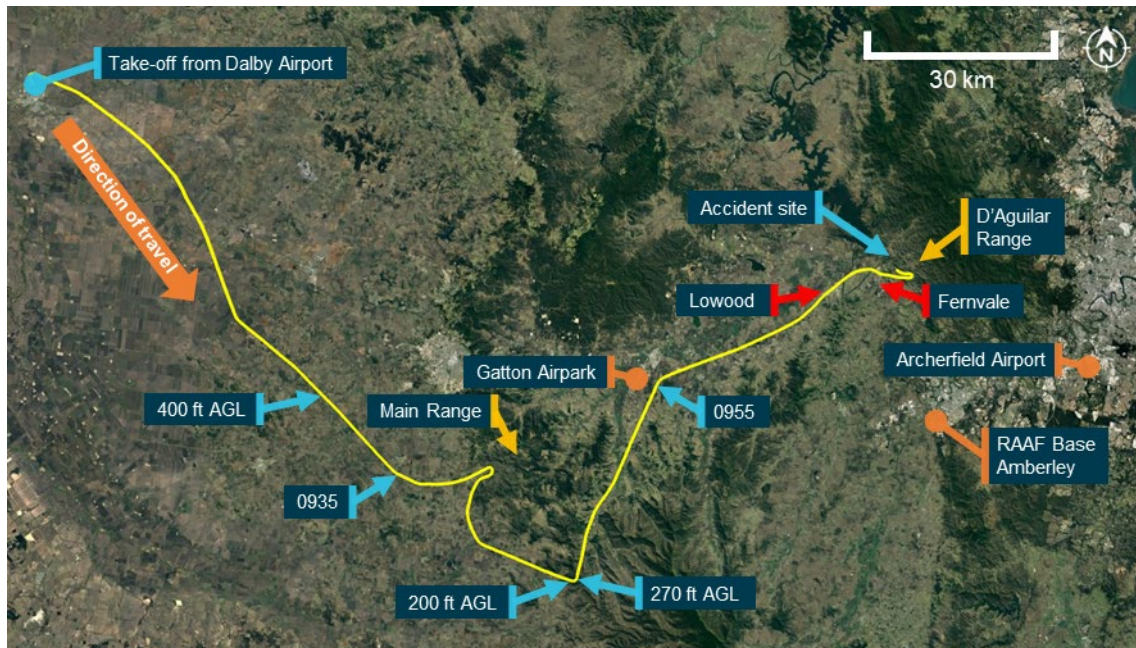 Take-off from Dalby Airport
30 km
N
Direction of travel
Accident site
D'Aguilar
Range
Lowood
Fernvale
Archerfield Airport
Gatton Airpark
400 ft AGL
Main Range
0955
RAAF Base
Amberley
0935
200 ft AGL
270 ft AGL